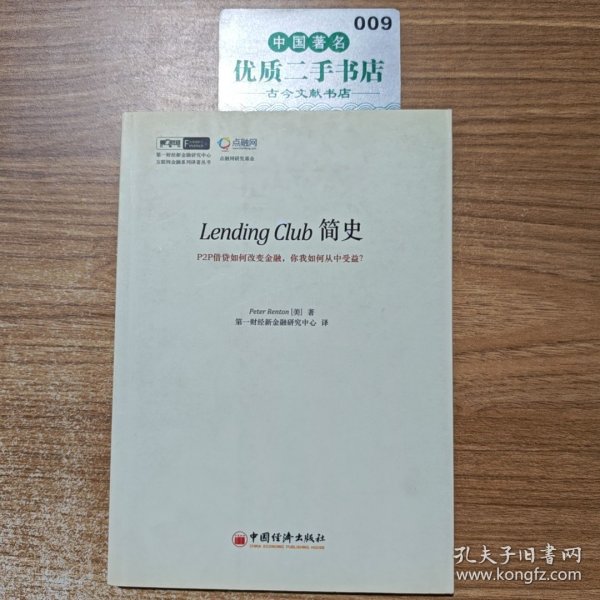 009
中国著名
优质二手书店
古今文献书店
点融网
第一财经新金融研究中心
互联网金融系列译著丛书
点融网研究基金
Lending Club 简史
P2P借贷如何改变金融，你我如何从中受益？
Peter Renton [美] 著
第一财经新金融研究中心 译
中国经济出版社
CHINA ECONOMIC PUBLISHING HOUSE
孔夫子旧书网
www.kongfz.com